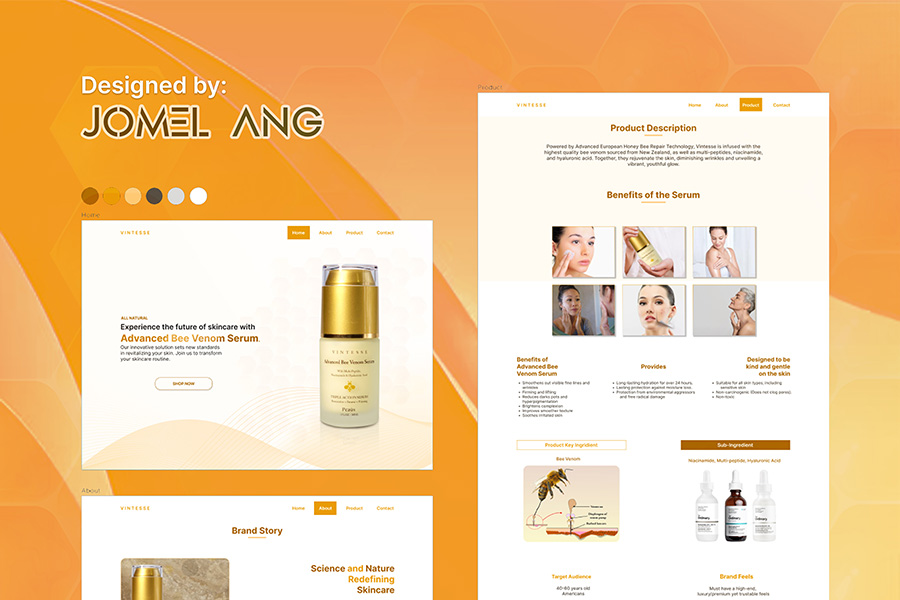 Designed by:
JOMEL ANG
Home
VINTESSE
Home About Product Contact
ALL NATURAL
Experience the future of skincare with
Advanced Bee Venom Serum.
Our innovative solution sets new standards
in revitalizing your skin. Join us to transform
your skincare routine.
SHOP NOW
VINTESSE
Advanced Bee Venom Serum
About
VINTESSE
Home About Product Contact
Brand Story
Science and Nature
Redefining
Skincare
Product
VINTESSE
Home About Product Contact
Product Description
Powered by Advanced European Honey Bee Repair Technology, Vintesse is infused with the
highest quality bee venom sourced from New Zealand, as well as multi-peptides, niacinamide,
and hyaluronic acid. Together, they rejuvenate the skin, diminishing wrinkles and unveiling a
vibrant, youthful glow.
Benefits of the Serum
Benefits of
Advanced Bee
Venom Serum
Smoothens out visible fine lines and
wrinkles
Firming and lifting
Reduces dark spots and
hyperpigmentation
Brightens complexion
Improves smoother texture
Soothes irritated skin
Provides
Long-lasting hydration for over 24 hours.
Lasting protection against moisture loss.
Protection from environmental aggressors
and free radical damage
Designed to be
kind and gentle
on the skin
Suitable for all skin types, including
sensitive skin
Non-comedogenic (Does not clog pores).
Non-toxic.
Product Key Ingridient
Bee Venom
Sub-Ingredient
Niacinamide, Multi-peptide, Hyaluronic Acid
Target Audience
40-60 years old
Americans
Brand Feels
Must have a high-end,
luxury/premium yet trustable feels